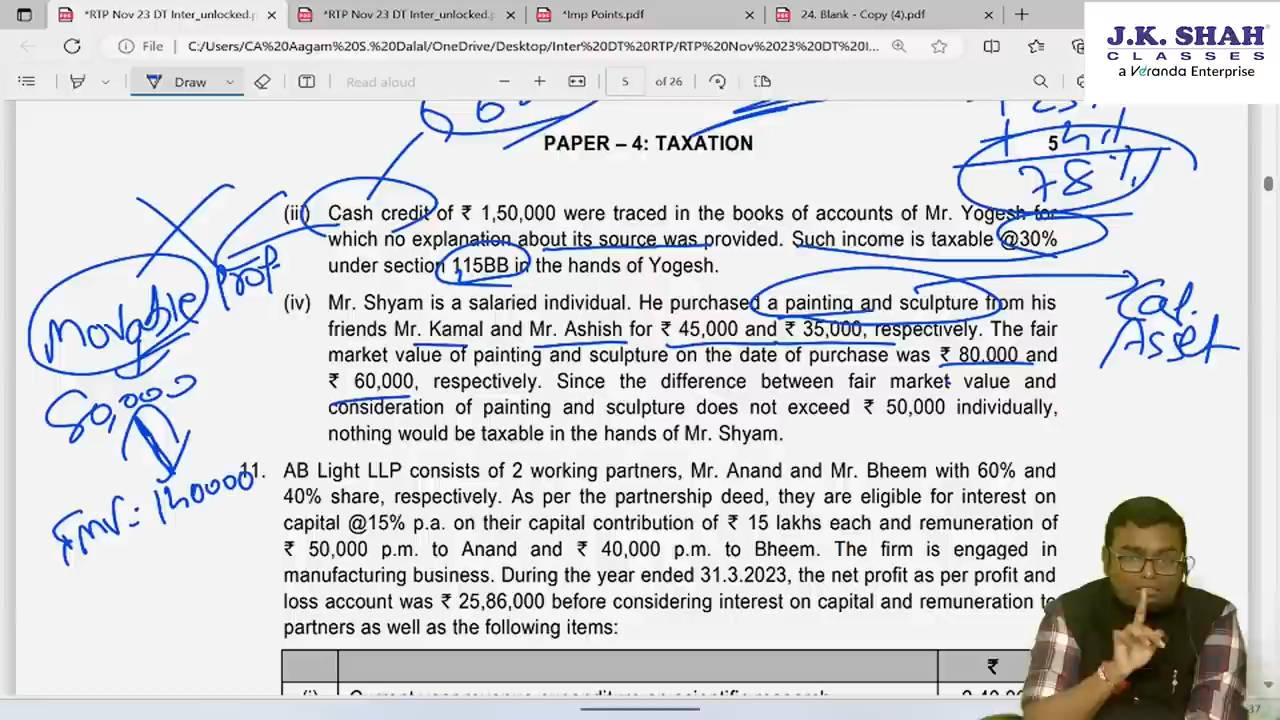 *RTP Nov 23 DT Inter_unlocked.p
*RTP Nov 23 DT Inter_unlocked.p
*Imp Points.pdf
24. Blank - Copy (4).pdf
J.K. SHAH
CLASSES
a Veranda Enterprise
File
C:/Users/CA%20Aagam%20S.%20Dalal/OneDrive/Desktop/Inter%20DT%20RTP/RTP%20Nov%202023%20DT%20I...
Draw
Read aloud
5 of 26
PAPER – 4: TAXATION
5
78%
(iii) Cash credit of ₹ 1,50,000 were traced in the books of accounts of Mr. Yogesh for
which no explanation about its source was provided. Such income is taxable @30%
under section 115BB in the hands of Yogesh.
Prof
Movable
(iv) Mr. Shyam is a salaried individual. He purchased a painting and sculpture from his
friends Mr. Kamal and Mr. Ashish for ₹ 45,000 and ₹ 35,000, respectively. The fair
market value of painting and sculpture on the date of purchase was ₹ 80,000 and
₹ 60,000, respectively. Since the difference between fair market value and
consideration of painting and sculpture does not exceed ₹ 50,000 individually,
nothing would be taxable in the hands of Mr. Shyam.
Cal.
Asset
80,000
FMV = 140000
11. AB Light LLP consists of 2 working partners, Mr. Anand and Mr. Bheem with 60% and
40% share, respectively. As per the partnership deed, they are eligible for interest on
capital @15% p.a. on their capital contribution of ₹ 15 lakhs each and remuneration of
₹ 50,000 p.m. to Anand and ₹ 40,000 p.m. to Bheem. The firm is engaged in
manufacturing business. During the year ended 31.3.2023, the net profit as per profit and
loss account was ₹ 25,86,000 before considering interest on capital and remuneration to
partners as well as the following items:
₹
(i) Current year revenue expenditure on scientific research
37